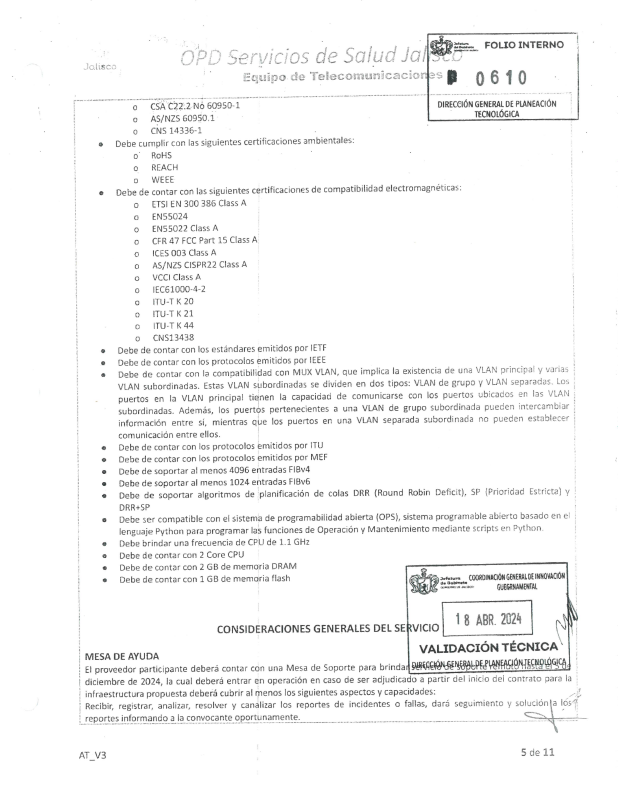 Jalisco
OPD Servicios de Salud Jalisco
Equipo de Telecomunicaciones
Jefatura de Gabinete
FOLIO INTERNO
0610
DIRECCIÓN GENERAL DE PLANEACIÓN
TECNOLÓGICA
o CSA C22.2 No 60950-1
o AS/NZS 60950.1
o CNS 14336-1
• Debe cumplir con las siguientes certificaciones ambientales:
o RoHS
o REACH
o WEEE
• Debe de contar con las siguientes certificaciones de compatibilidad electromagnéticas:
o ETSI EN 300 386 Class A
o EN55024
o EN55022 Class A
o CFR 47 FCC Part 15 Class A
o ICES 003 Class A
o AS/NZS CISPR22 Class A
o VCCI Class A
o IEC61000-4-2
o ITU-T K 20
o ITU-T K 21
o ITU-T K 44
o CNS13438
• Debe de contar con los estándares emitidos por IETF
• Debe de contar con los protocolos emitidos por IEEE
• Debe de contar con la compatibilidad con MUX VLAN, que implica la existencia de una VLAN principal y varias
VLAN subordinadas. Estas VLAN subordinadas se dividen en dos tipos: VLAN de grupo y VLAN separadas. Los
puertos en la VLAN principal tienen la capacidad de comunicarse con los puertos ubicados en las VLAN
subordinadas. Además, los puertos pertenecientes a una VLAN de grupo subordinada pueden intercambiar
información entre sí, mientras que los puertos en una VLAN separada subordinada no pueden establecer
comunicación entre ellos.
• Debe de contar con los protocolos emitidos por ITU
• Debe de contar con los protocolos emitidos por MEF
• Debe de soportar al menos 4096 entradas FIBv4
• Debe de soportar al menos 1024 entradas FIBv6
• Debe de soportar algoritmos de planificación de colas DRR (Round Robin Deficit), SP (Prioridad Estricta) y
DRR+SP
• Debe ser compatible con el sistema de programabilidad abierta (OPS), sistema programable abierto basado en el
lenguaje Python para programar las funciones de Operación y Mantenimiento mediante scripts en Python.
• Debe brindar una frecuencia de CPU de 1.1 GHz
• Debe de contar con 2 Core CPU
• Debe de contar con 2 GB de memoria DRAM
• Debe de contar con 1 GB de memoria flash
Jefatura de Gabinete
COORDINACIÓN GENERAL DE INNOVACIÓN
GUBERNAMENTAL
18 ABR. 2024
VALIDACIÓN TÉCNICA
DIRECCIÓN GENERAL DE PLANEACIÓN TECNOLÓGICA
CONSIDERACIONES GENERALES DEL SERVICIO
MESA DE AYUDA
El proveedor participante deberá contar con una Mesa de Soporte para brindar servicio de soporte remoto hasta el 5 de
diciembre de 2024, la cual deberá entrar en operación en caso de ser adjudicado a partir del inicio del contrato para la
infraestructura propuesta deberá cubrir al menos los siguientes aspectos y capacidades:
Recibir, registrar, analizar, resolver y canalizar los reportes de incidentes o fallas, dará seguimiento y solución a los
reportes informando a la convocante oportunamente.
AT_V3
5 de 11